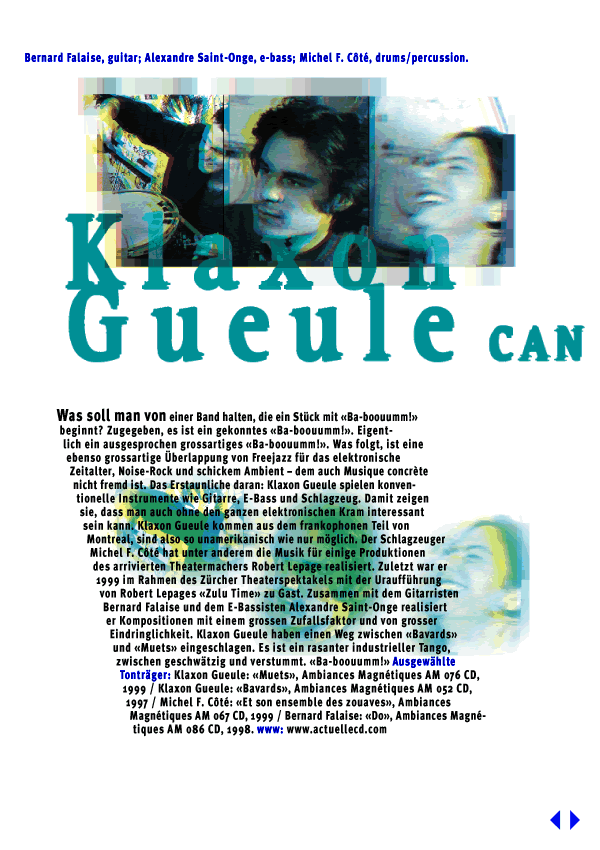 Bernard Falaise, guitar; Alexandre Saint-Onge, e-bass; Michel F. Côté, drums/percussion.
Klaxon
Gueule CAN
Was soll man von einer Band halten, die ein Stück mit «Ba-boouumm!»
beginnt? Zugegeben, es ist ein gekonntes «Ba-boouumm!». Eigent-
lich ein ausgesprochen grossartiges «Ba-boouumm!». Was folgt, ist eine
ebenso grossartige Überlappung von Freejazz für das elektronische
Zeitalter, Noise-Rock und schickem Ambient – dem auch Musique concrète
nicht fremd ist. Das Erstaunliche daran: Klaxon Gueule spielen konven-
tionelle Instrumente wie Gitarre, E-Bass und Schlagzeug. Damit zeigen
sie, dass man auch ohne den ganzen elektronischen Kram interessant
sein kann. Klaxon Gueule kommen aus dem frankophonen Teil von
Montreal, sind also so unamerikanisch wie nur möglich. Der Schlagzeuger
Michel F. Côté hat unter anderem die Musik für einige Produktionen
des arrivierten Theatermachers Robert Lepage realisiert. Zuletzt war er
1999 im Rahmen des Zürcher Theaterspektakels mit der Uraufführung
von Robert Lepages «Zulu Time» zu Gast. Zusammen mit dem Gitarristen
Bernard Falaise und dem E-Bassisten Alexandre Saint-Onge realisiert
er Kompositionen mit einem grossen Zufallsfaktor und von grosser
Eindringlichkeit. Klaxon Gueule haben einen Weg zwischen «Bavards»
und «Muets» eingeschlagen. Es ist ein rasanter industrieller Tango,
zwischen geschwätzig und verstummt. «Ba-boouumm!» Ausgewählte
Tonträger: Klaxon Gueule: «Muets», Ambiances Magnétiques AM 076 CD,
1999 / Klaxon Gueule: «Bavards», Ambiances Magnétiques AM 052 CD,
1997 / Michel F. Côté: «Et son ensemble des zouaves», Ambiances
Magnétiques AM 067 CD, 1999 / Bernard Falaise: «Do», Ambiances Magné-
tiques AM 086 CD, 1998. www: www.actuellecd.com